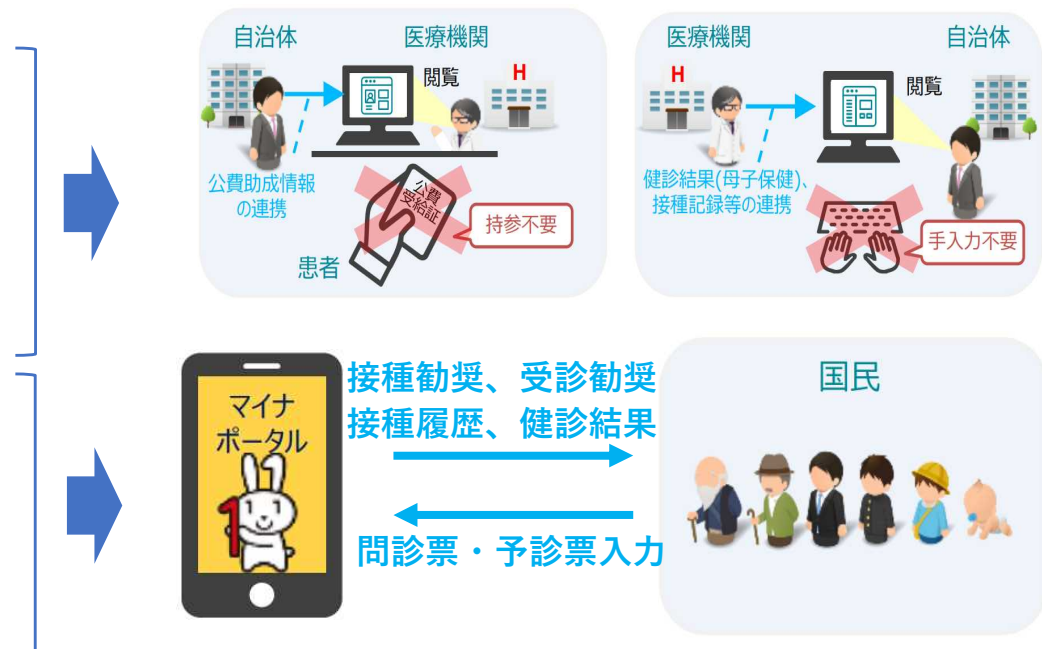 自治体
医療機関
閲覧
H
公費助成情報
の連携
公費
受給証
持参不要
患者
医療機関
自治体
H
閲覧
健診結果(母子保健)、
接種記録等の連携
手入力不要
マイナ
ポータル
1
接種勧奨、受診勧奨
接種履歴、健診結果
問診票・予診票入力
国民